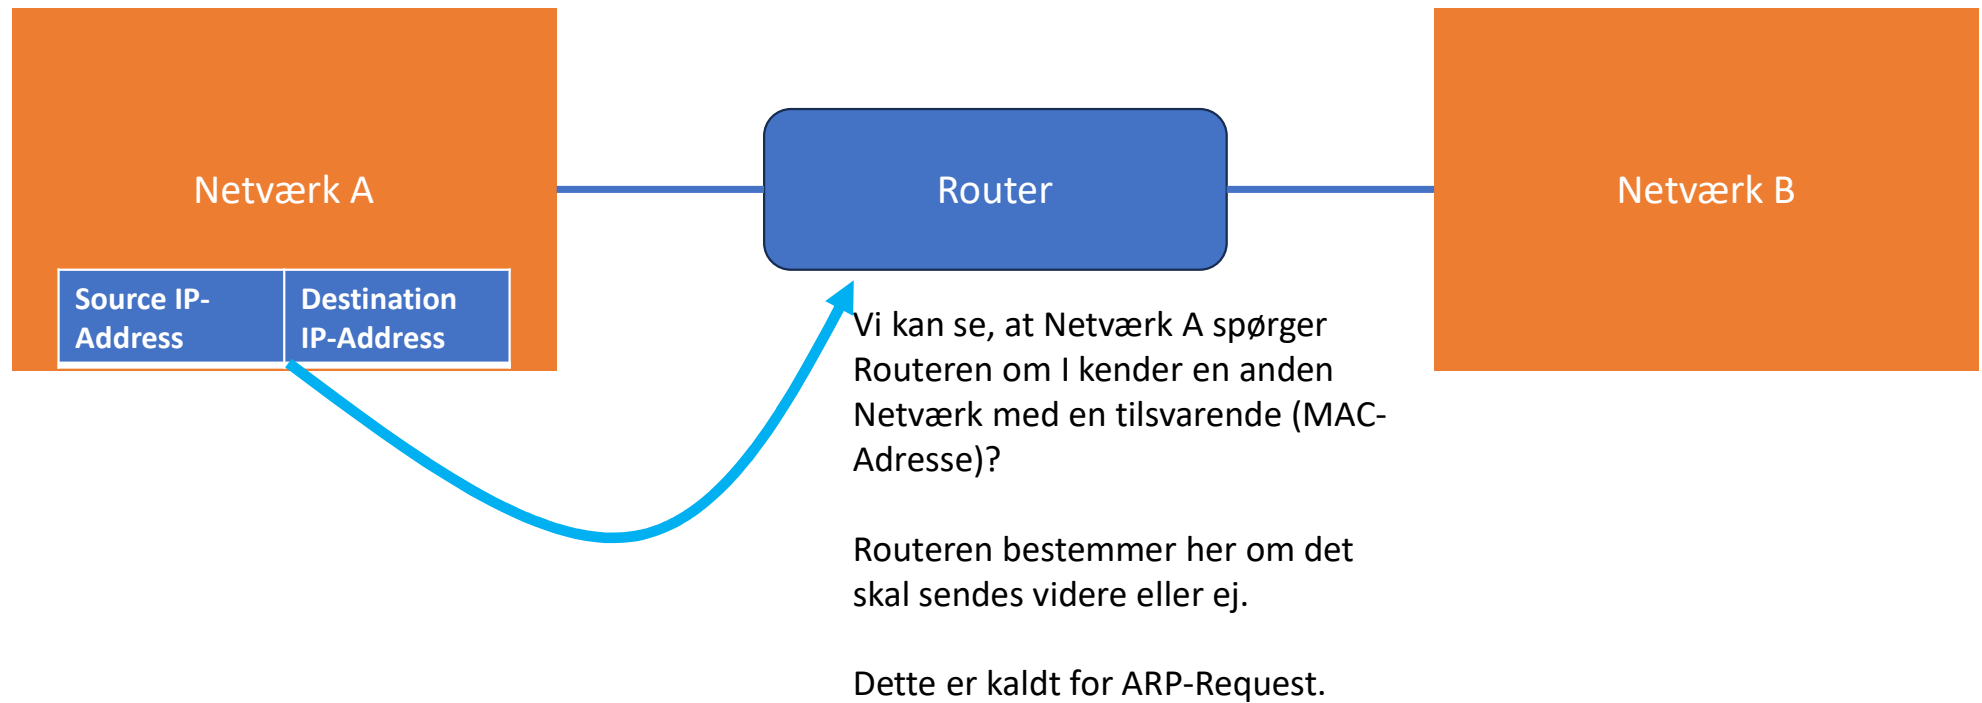 Netværk A
Router
Netværk B
Source IP-
Address
Destination
IP-Address
Vi kan se, at Netværk A spørger
Routeren om I kender en anden
Netværk med en tilsvarende (MAC-
Adresse)?
Routeren bestemmer her om det
skal sendes videre eller ej.
Dette er kaldt for ARP-Request.